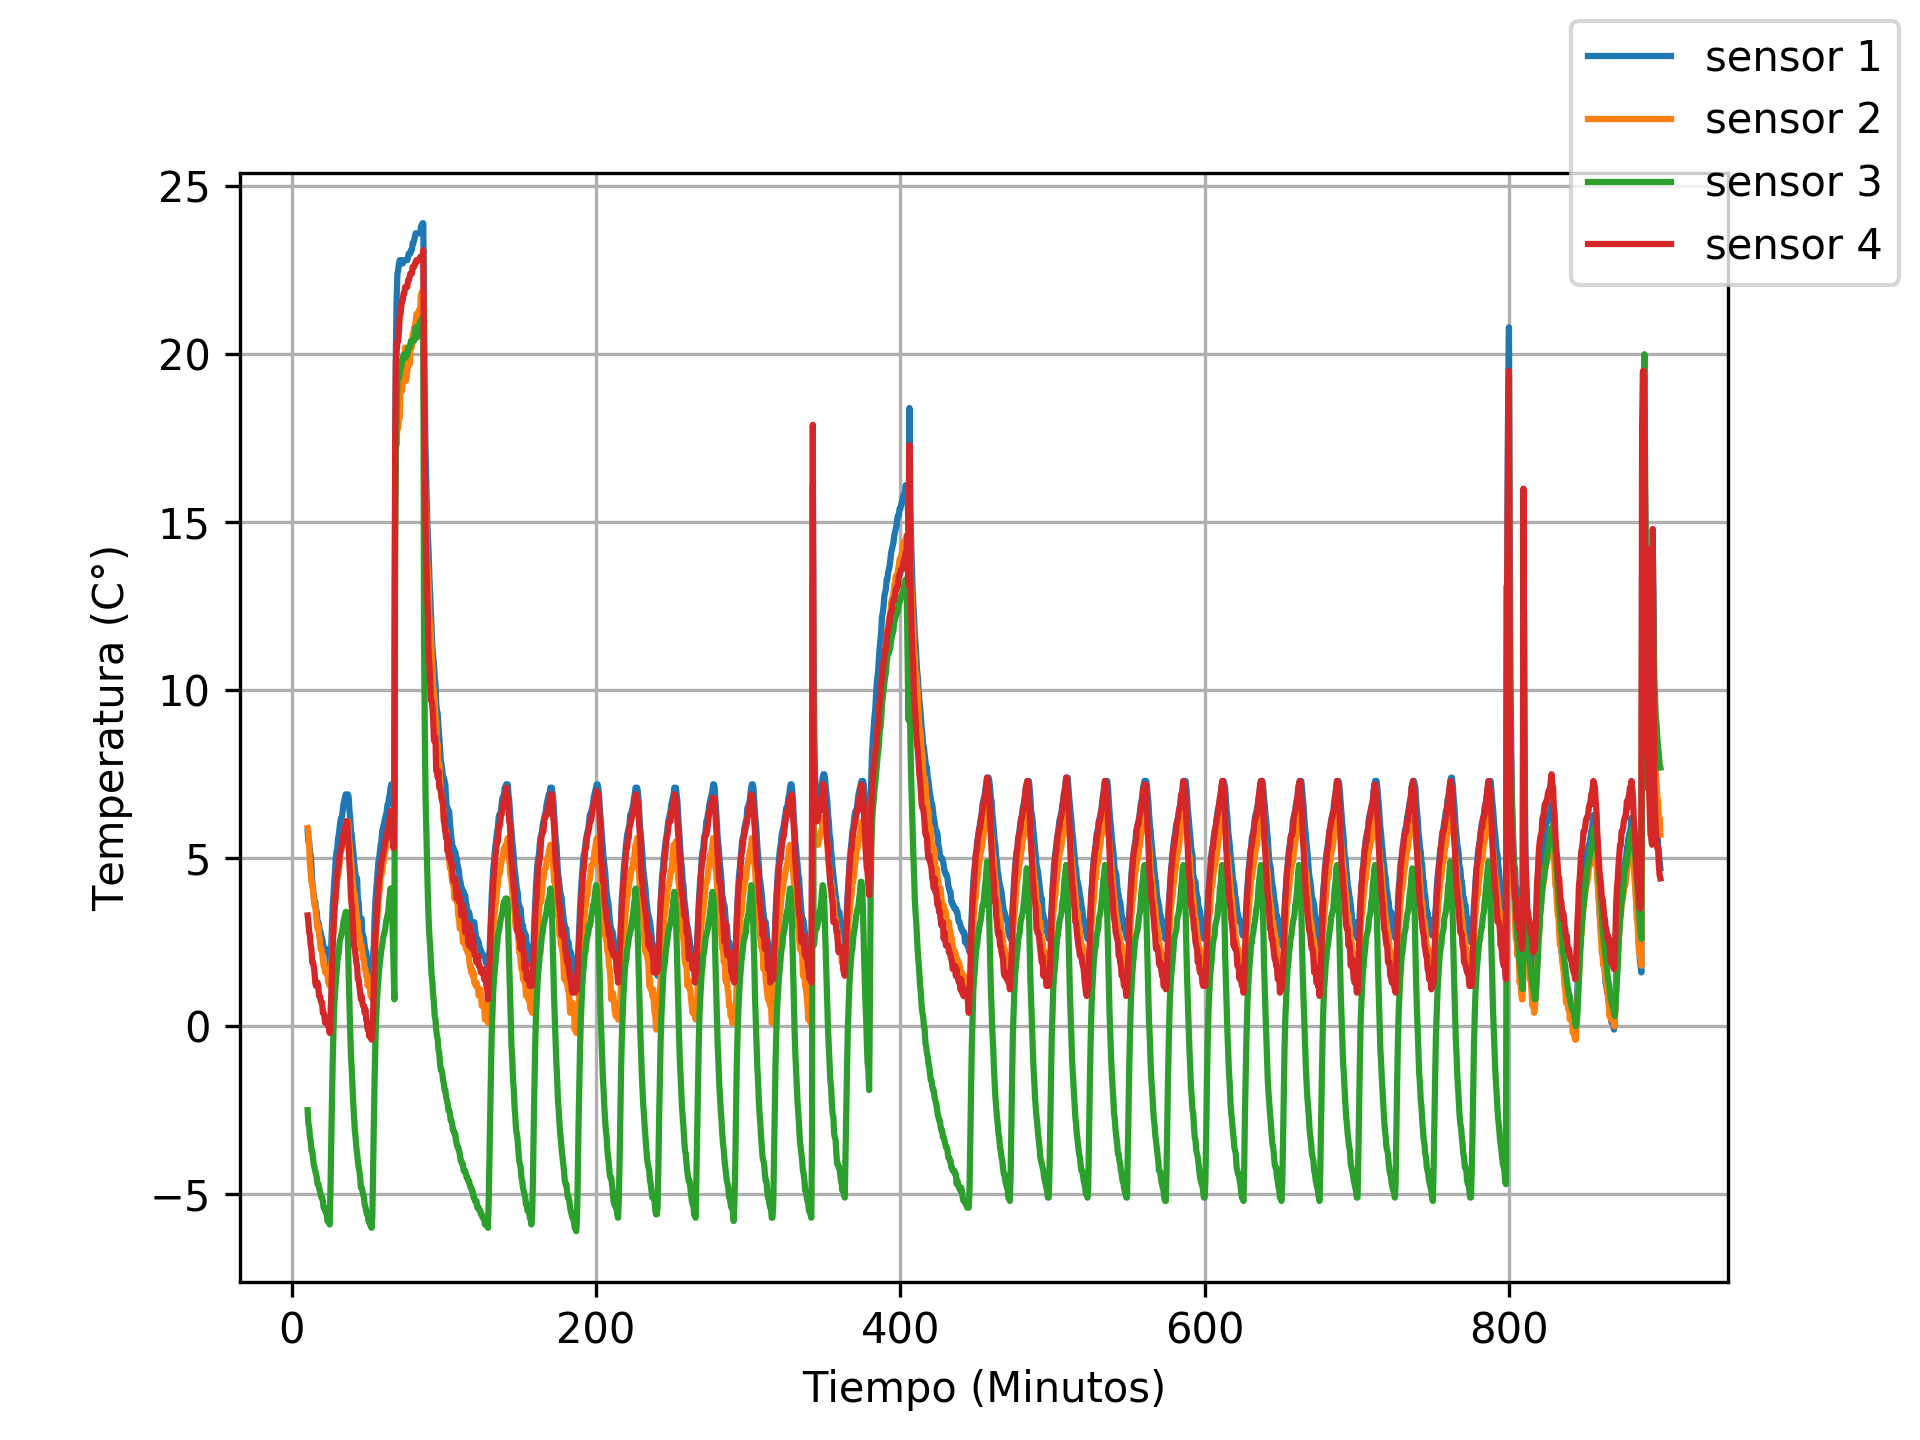 sensor 1
sensor 2
sensor 3
sensor 4
25
20
15
10
5
0
−5
Temperatura (C°)
0 200 400 600 800
Tiempo (Minutos)